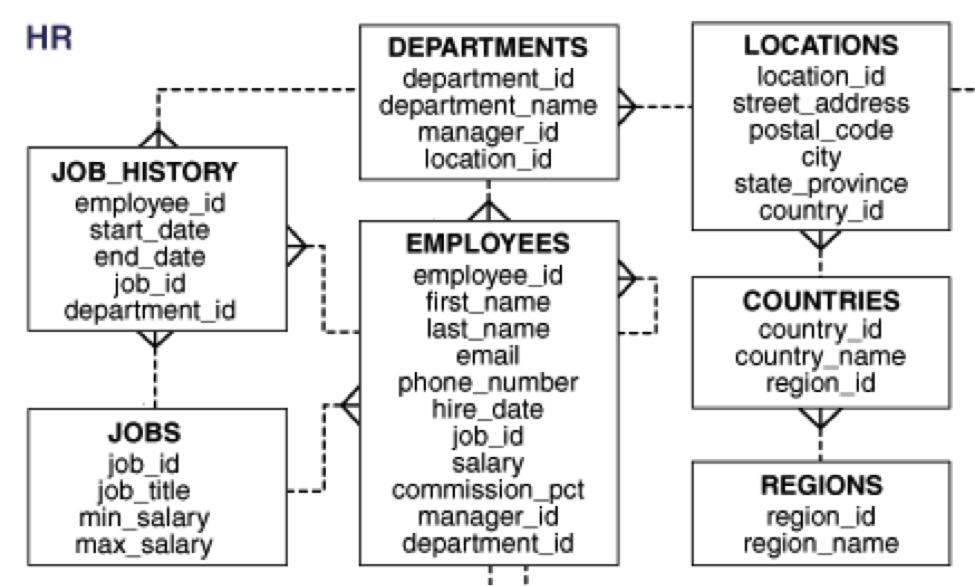 HR
DEPARTMENTS
department_id
department_name
manager_id
location_id
LOCATIONS
location_id
street_address
postal_code
city
state_province
country_id
JOB_HISTORY
employee_id
start_date
end_date
job_id
department_id
EMPLOYEES
employee_id
first_name
last_name
email
phone_number
hire_date
job_id
salary
commission_pct
manager_id
department_id
COUNTRIES
country_id
country_name
region_id
JOBS
job_id
job_title
min_salary
max_salary
REGIONS
region_id
region_name